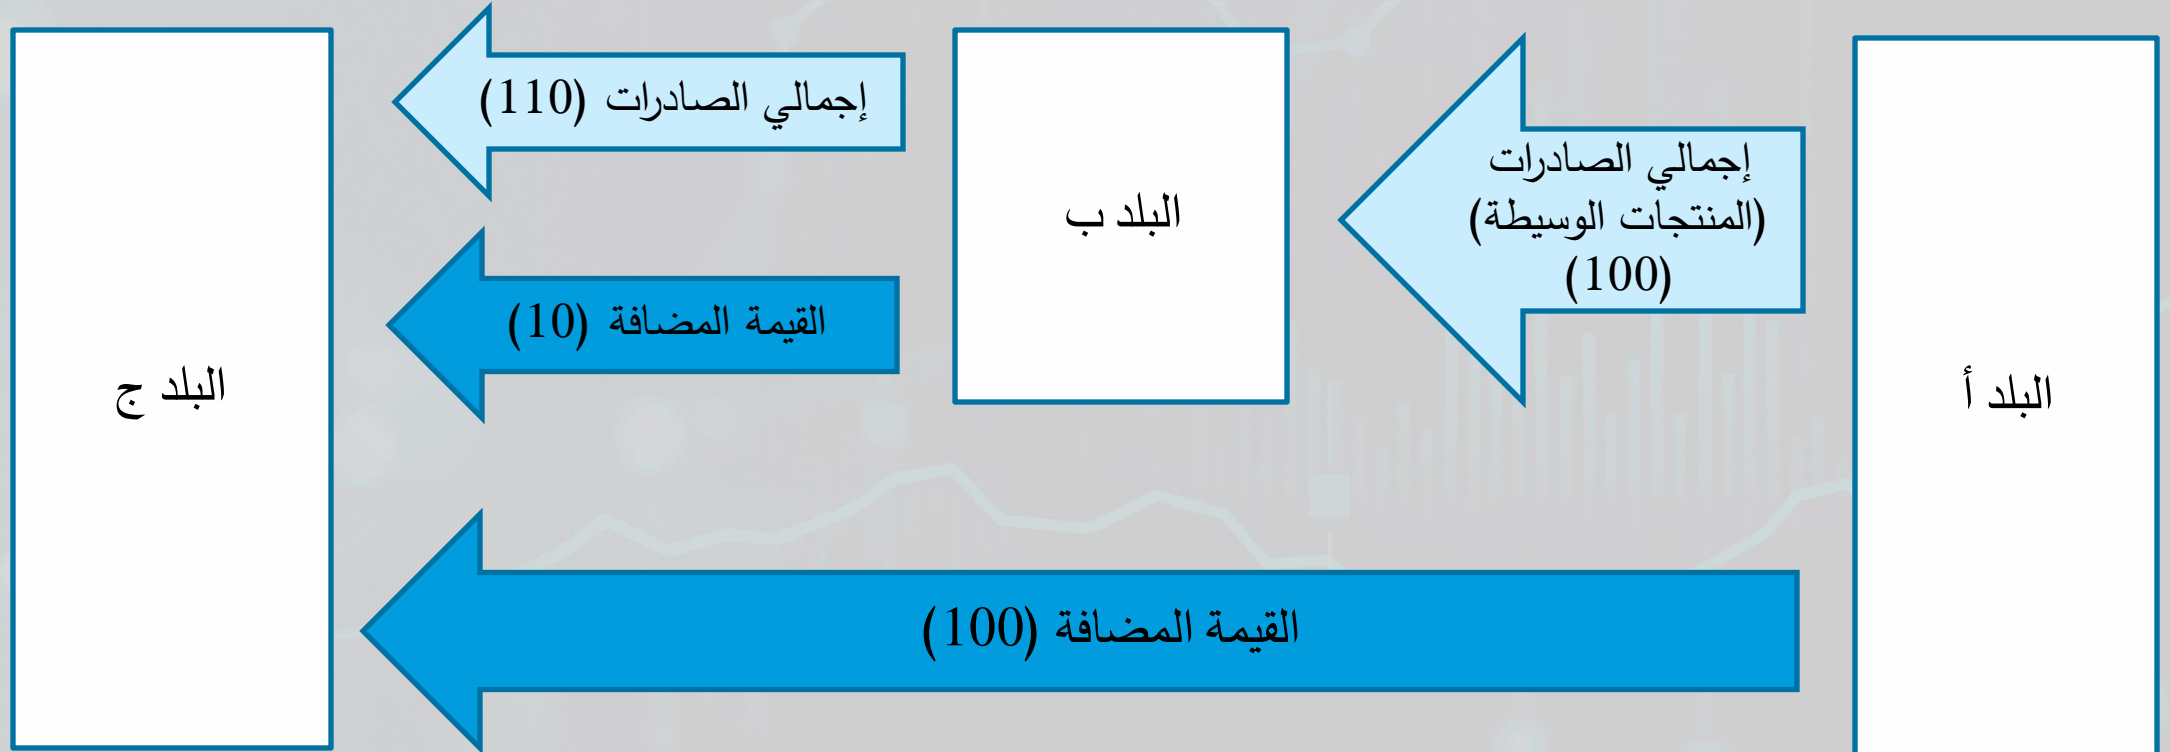 البلد أ
إجمالي الصادرات
(المنتجات الوسيطة)
(100)
البلد ب
إجمالي الصادرات (110)
القيمة المضافة (10)
القيمة المضافة (100)
البلد ج